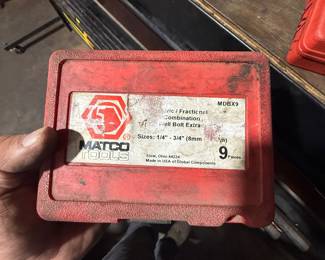 MDBX9
/ Fractional
Combination
Bolt Extra
Sizes: 1/4" - 3/4" (6mm
MATCO
TOOLS
Stow, Ohio 44224
Made in USA of Global Components
9 Pieces